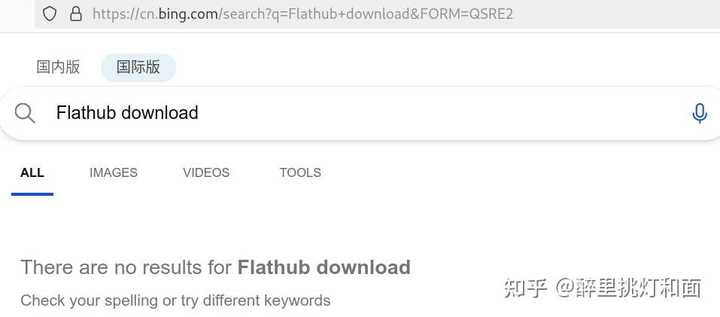 https://cn.bing.com/search?q=Flathub+download&FORM=QSRE2
国内版 国际版
Flathub download
ALL IMAGES VIDEOS TOOLS
There are no results for Flathub download
Check your spelling or try different keywords
知乎 @醉里挑灯和面